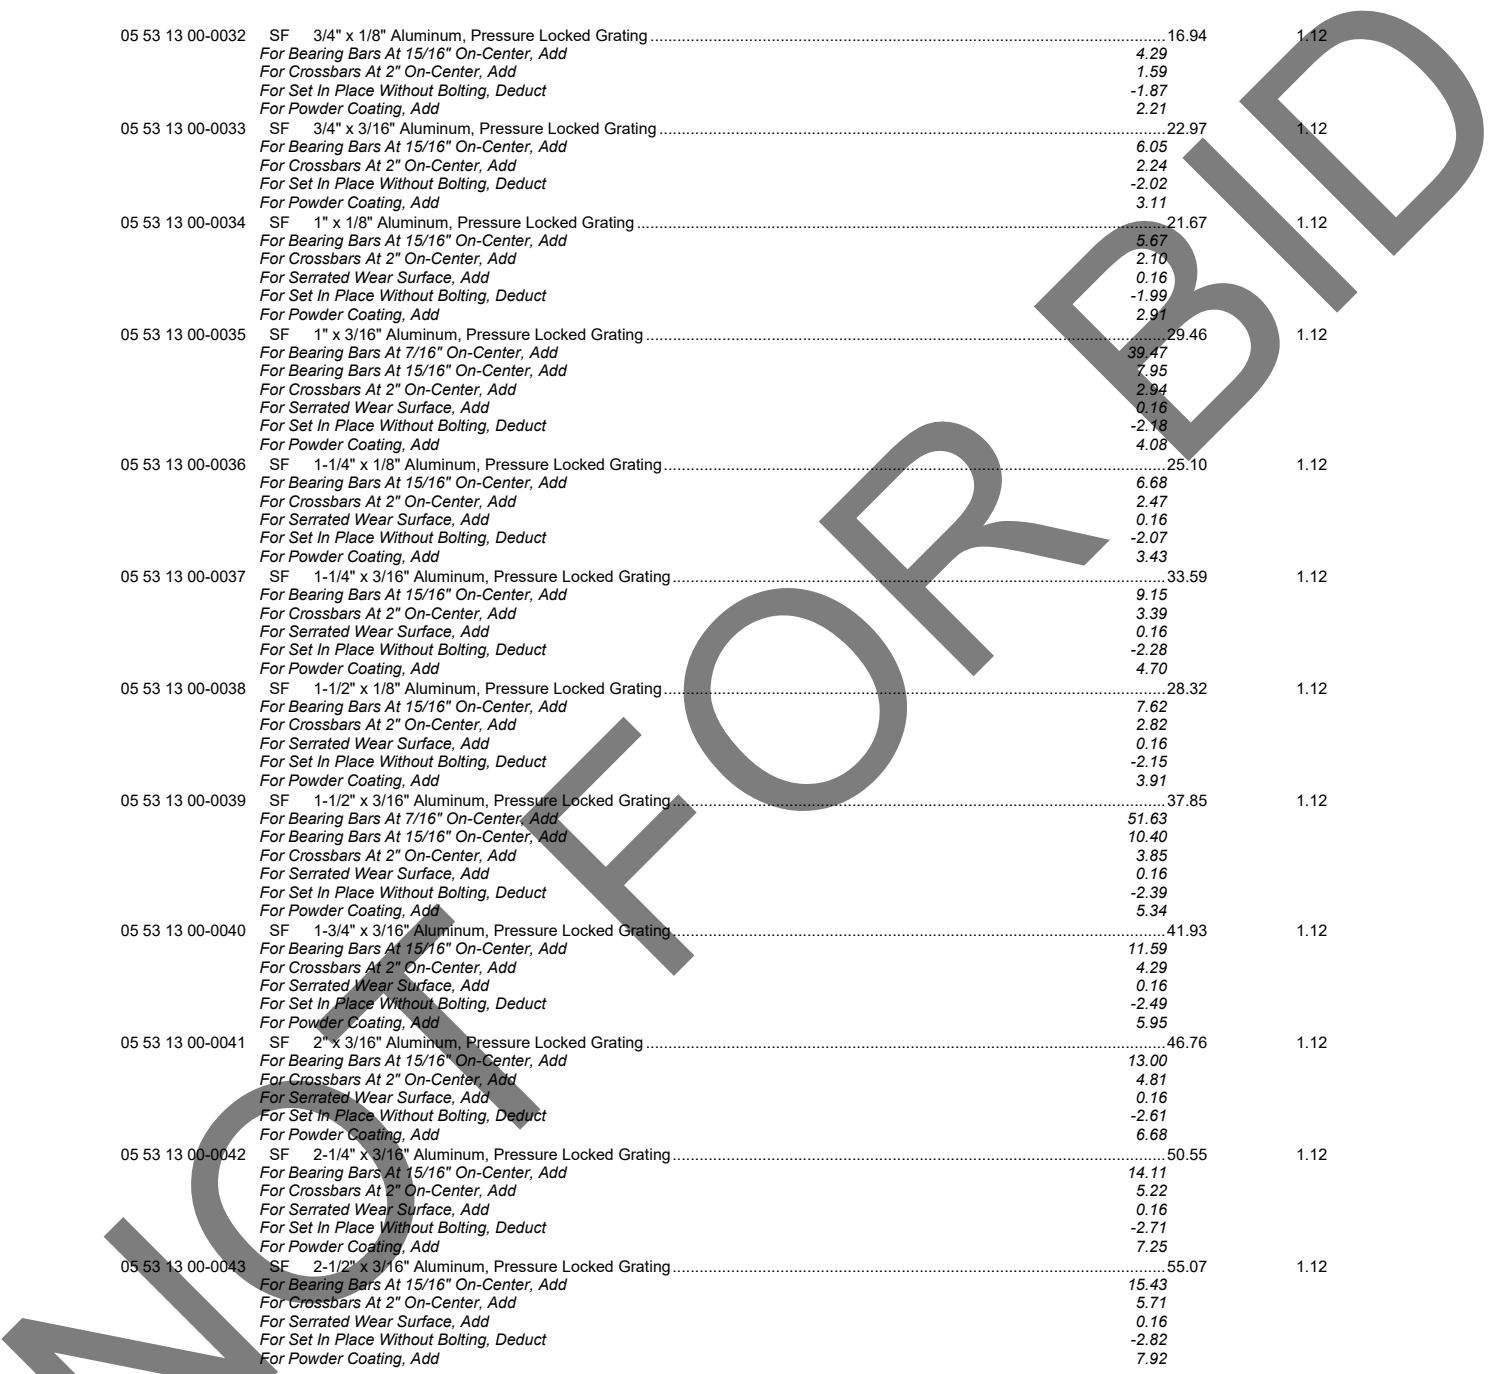 05 53 13 00-0032 SF 3/4" x 1/8" Aluminum, Pressure Locked Grating 16.94 1.12
For Bearing Bars At 15/16" On-Center, Add 4.29
For Crossbars At 2" On-Center, Add 1.59
For Set In Place Without Bolting, Deduct -1.87
For Powder Coating, Add 2.21
05 53 13 00-0033 SF 3/4" x 3/16" Aluminum, Pressure Locked Grating 22.97 1.12
For Bearing Bars At 15/16" On-Center, Add 6.05
For Crossbars At 2" On-Center, Add 2.24
For Set In Place Without Bolting, Deduct -2.02
For Powder Coating, Add 3.11
05 53 13 00-0034 SF 1" x 1/8" Aluminum, Pressure Locked Grating 21.67 1.12
For Bearing Bars At 15/16" On-Center, Add 5.67
For Crossbars At 2" On-Center, Add 2.10
For Serrated Wear Surface, Add 0.16
For Set In Place Without Bolting, Deduct -1.99
For Powder Coating, Add 2.91
05 53 13 00-0035 SF 1" x 3/16" Aluminum, Pressure Locked Grating 29.46 1.12
For Bearing Bars At 7/16" On-Center, Add 39.47
For Bearing Bars At 15/16" On-Center, Add 7.95
For Crossbars At 2" On-Center, Add 2.94
For Serrated Wear Surface, Add 0.16
For Set In Place Without Bolting, Deduct -2.18
For Powder Coating, Add 4.08
05 53 13 00-0036 SF 1-1/4" x 1/8" Aluminum, Pressure Locked Grating 25.10 1.12
For Bearing Bars At 15/16" On-Center, Add 6.68
For Crossbars At 2" On-Center, Add 2.47
For Serrated Wear Surface, Add 0.16
For Set In Place Without Bolting, Deduct -2.07
For Powder Coating, Add 3.43
05 53 13 00-0037 SF 1-1/4" x 3/16" Aluminum, Pressure Locked Grating 33.59 1.12
For Bearing Bars At 15/16" On-Center, Add 9.15
For Crossbars At 2" On-Center, Add 3.39
For Serrated Wear Surface, Add 0.16
For Set In Place Without Bolting, Deduct -2.28
For Powder Coating, Add 4.70
05 53 13 00-0038 SF 1-1/2" x 1/8" Aluminum, Pressure Locked Grating 28.32 1.12
For Bearing Bars At 15/16" On-Center, Add 7.62
For Crossbars At 2" On-Center, Add 2.82
For Serrated Wear Surface, Add 0.16
For Set In Place Without Bolting, Deduct -2.15
For Powder Coating, Add 3.91
05 53 13 00-0039 SF 1-1/2" x 3/16" Aluminum, Pressure Locked Grating 37.85 1.12
For Bearing Bars At 7/16" On-Center, Add 51.63
For Bearing Bars At 15/16" On-Center, Add 10.40
For Crossbars At 2" On-Center, Add 3.85
For Serrated Wear Surface, Add 0.16
For Set In Place Without Bolting, Deduct -2.39
For Powder Coating, Add 5.34
05 53 13 00-0040 SF 1-3/4" x 3/16" Aluminum, Pressure Locked Grating 41.93 1.12
For Bearing Bars At 15/16" On-Center, Add 11.59
For Crossbars At 2" On-Center, Add 4.29
For Serrated Wear Surface, Add 0.16
For Set In Place Without Bolting, Deduct -2.49
For Powder Coating, Add 5.95
05 53 13 00-0041 SF 2" x 3/16" Aluminum, Pressure Locked Grating 46.76 1.12
For Bearing Bars At 15/16" On-Center, Add 13.00
For Crossbars At 2" On-Center, Add 4.81
For Serrated Wear Surface, Add 0.16
For Set In Place Without Bolting, Deduct -2.61
For Powder Coating, Add 6.68
05 53 13 00-0042 SF 2-1/4" x 3/16" Aluminum, Pressure Locked Grating 50.55 1.12
For Bearing Bars At 15/16" On-Center, Add 14.11
For Crossbars At 2" On-Center, Add 5.22
For Serrated Wear Surface, Add 0.16
For Set In Place Without Bolting, Deduct -2.71
For Powder Coating, Add 7.25
05 53 13 00-0043 SF 2-1/2" x 3/16" Aluminum, Pressure Locked Grating 55.07 1.12
For Bearing Bars At 15/16" On-Center, Add 15.43
For Crossbars At 2" On-Center, Add 5.71
For Serrated Wear Surface, Add 0.16
For Set In Place Without Bolting, Deduct -2.82
For Powder Coating, Add 7.92
NOT FOR BID